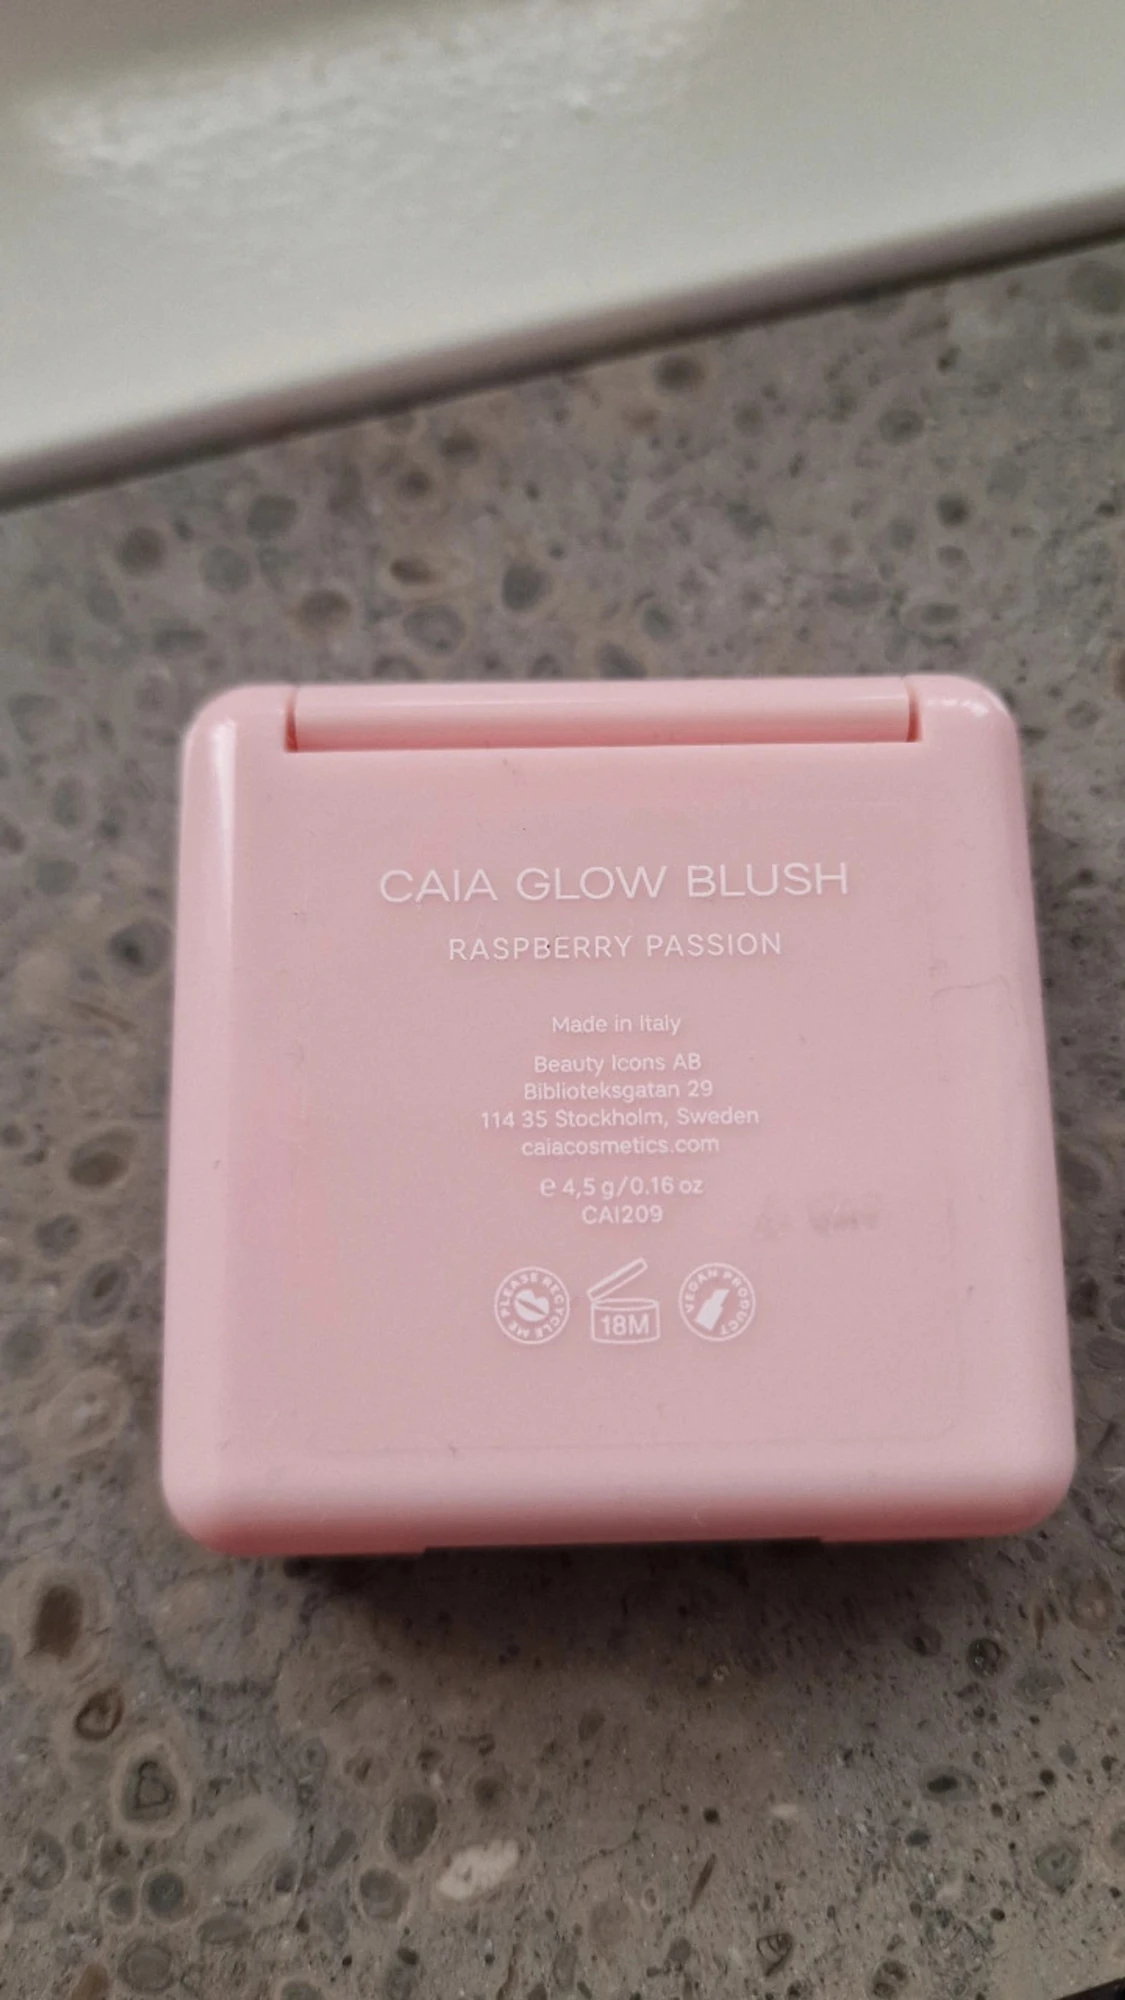 CAIA GLOW BLUSH
RASPBERRY PASSION
Made in Italy
Beauty Icons AB
Biblioteksgatan 29
114 35 Stockholm, Sweden
caiacosmetics.com
e 4,5 g/0.16 oz
CAI209
PLEASE RECYCLE ME
18M
VEGAN PRODUCT